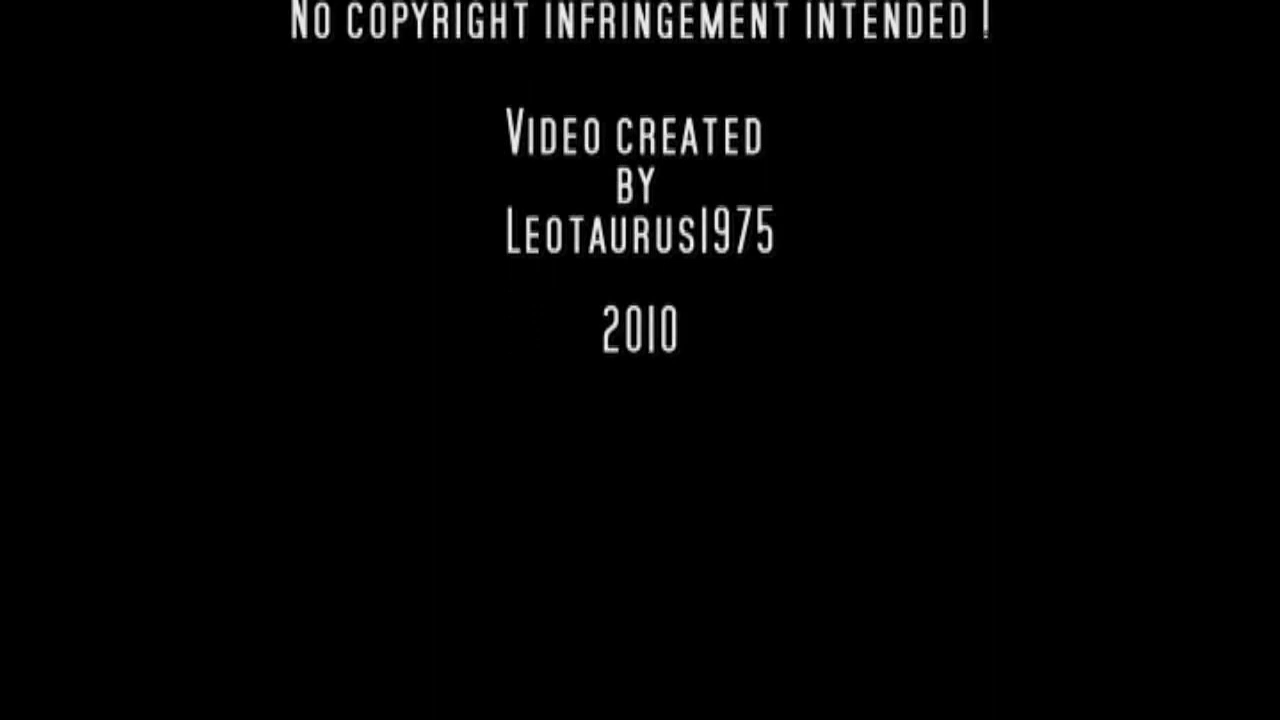 No copyright infringement intended !
Video created
by
Leotaurus1975
2010